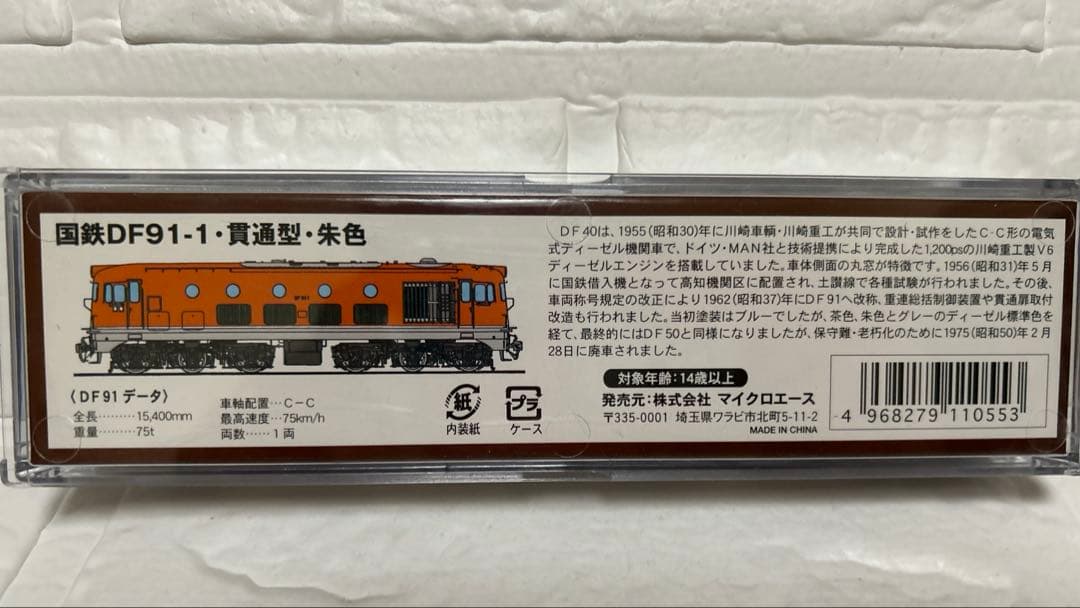 国鉄DF91-1・貫通型・朱色
DF91-1
〈DF91データ〉
全長………15,400mm
重量………75t
車軸配置…C-C
最高速度…75km/h
両数……1両
DF40は、1955(昭和30)年に川崎車輌・川崎重工が共同で設計・試作をしたC-C形の電気
式ディーゼル機関車で、ドイツ・MAN社と技術提携により完成した1,200psの川崎重工製V6
ディーゼルエンジンを搭載していました。車体側面の丸窓が特徴です。1956(昭和31)年5月
に国鉄借入機となって高知機関区に配置され、土讃線で各種試験が行われました。その後、
車両称号規定の改正により1962(昭和37)年にDF91へ改称、重連総括制御装置や貫通扉取付
改造も行われました。当初塗装はブルーでしたが、茶色、朱色とグレーのディーゼル標準色を
経て、最終的にはDF50と同様になりましたが、保守難・老朽化のために1975(昭和50)年2月
28日に廃車されました。
対象年齢:14歳以上
紙
内装紙
プラ
ケース
発売元:株式会社 マイクロエース
〒335-0001 埼玉県ワラビ市北町5-11-2
MADE IN CHINA
4 968279 110553